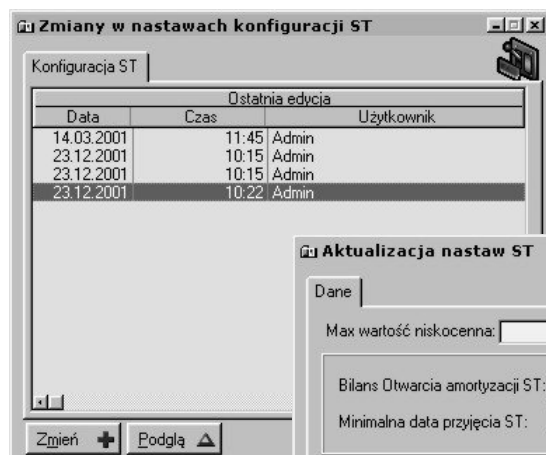 Zmiany w nastawach konfiguracji ST
Konfiguracja ST
Ostatnia edycja
Data Czas Użytkownik
14.03.2001 11:45 Admin
23.12.2001 10:15 Admin
23.12.2001 10:15 Admin
23.12.2001 10:22 Admin
Aktualizacja nastaw ST
Dane
Max wartość niskocenna:
Bilans Otwarcia amortyzacji ST:
Minimalna data przyjęcia ST:
Zmień Podglą